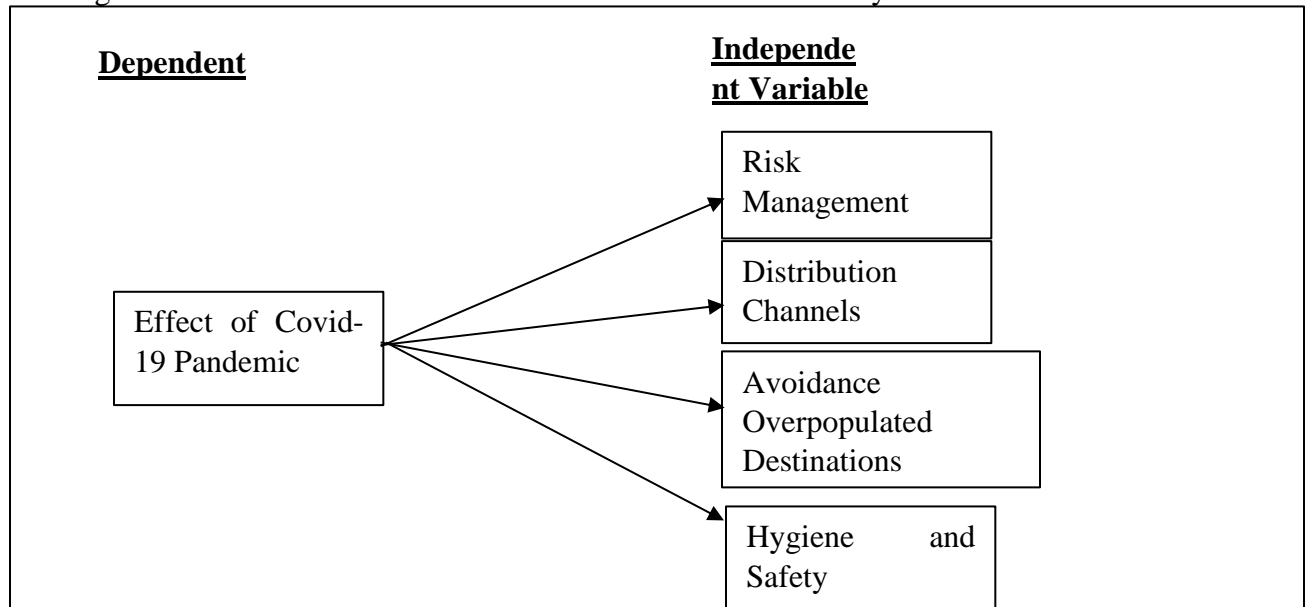 Dependent
Independe
nt Variable
Risk
Management
Distribution
Channels
Effect of Covid-
19 Pandemic
Avoidance
Overpopulated
Destinations
Hygiene and
Safety